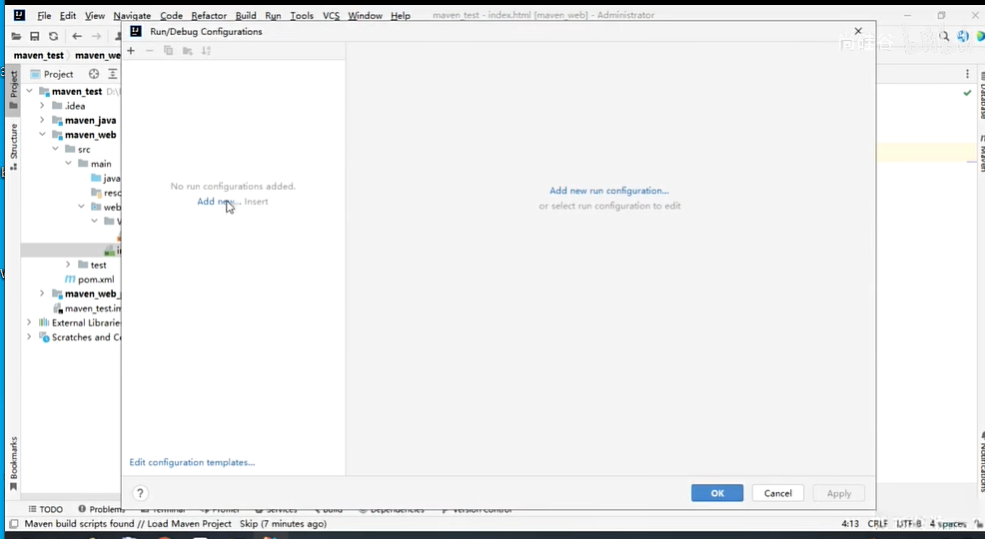 File Edit View Navigate Code Refactor Build Run Tools VCS Window Help maven_test - index.html [maven_web] - Administrator
Run/Debug Configurations
尚硅谷
maven_test maven_we
Project
Project
maven_test
.idea
maven_java
maven_web
src
main
java
reso
web
test
pom.xml
maven_web_
maven_test.im
External Librarie
Scratches and Co
Structure
Bookmarks
No run configurations added.
Add new... Insert
Add new run configuration...
or select run configuration to edit
Edit configuration templates...
?
OK Cancel Apply
Database
Maven
Notifications
TODO Problems Terminal Profiler Services Build Dependencies Version Control
Maven build scripts found // Load Maven Project Skip (7 minutes ago) 4:13 CRLF UTF-8 4 spaces